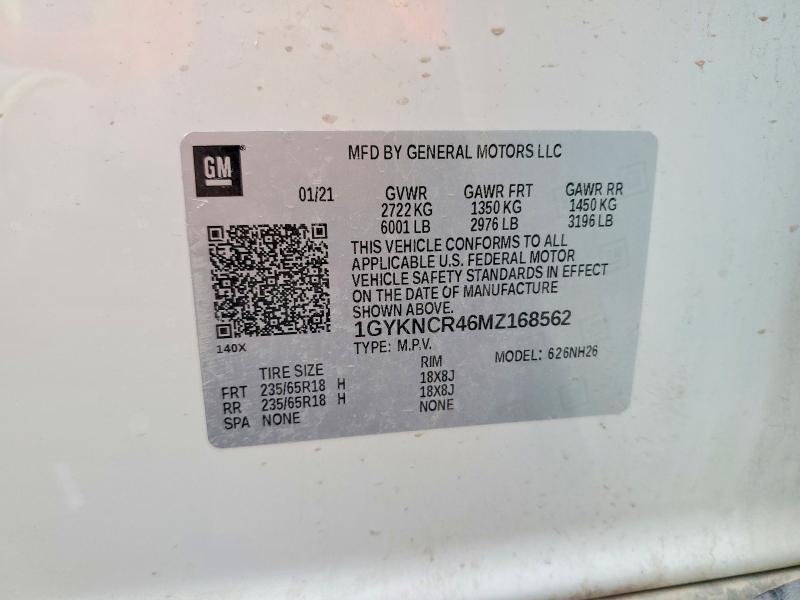 GM
MFD BY GENERAL MOTORS LLC
01/21 GVWR GAWR FRT GAWR RR
2722 KG 1350 KG 1450 KG
6001 LB 2976 LB 3196 LB
THIS VEHICLE CONFORMS TO ALL
APPLICABLE U.S. FEDERAL MOTOR
VEHICLE SAFETY STANDARDS IN EFFECT
ON THE DATE OF MANUFACTURE
SHOWN ABOVE.
1GYKNCR46MZ168562
140X
TYPE: M.P.V. MODEL: 626NH26
TIRE SIZE RIM
FRT 235/65R18 H 18X8J
RR 235/65R18 H 18X8J
SPA NONE NONE